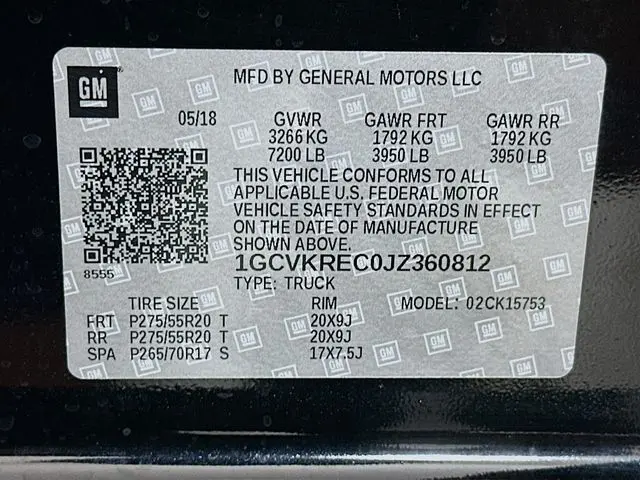 GM
MFD BY GENERAL MOTORS LLC
05/18 GVWR GAWR FRT GAWR RR
3266 KG 1792 KG 1792 KG
7200 LB 3950 LB 3950 LB
THIS VEHICLE CONFORMS TO ALL
APPLICABLE U.S. FEDERAL MOTOR
VEHICLE SAFETY STANDARDS IN EFFECT
ON THE DATE OF MANUFACTURE
SHOWN ABOVE.
8555 1GCVKREC0JZ360812
TYPE: TRUCK
TIRE SIZE RIM MODEL: 02CK15753
FRT P275/55R20 T 20X9J
RR P275/55R20 T 20X9J
SPA P265/70R17 S 17X7.5J